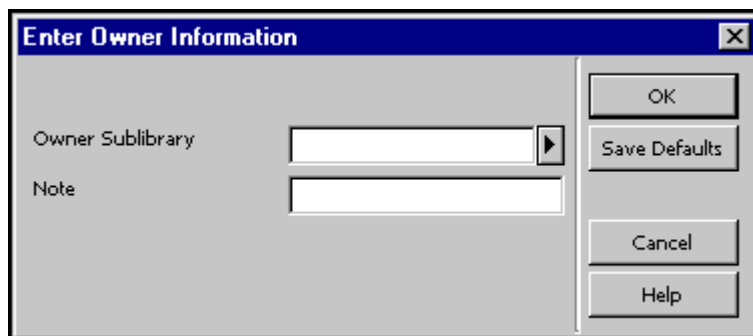 Enter Owner Information
OK
Owner Sublibrary
Save Defaults
Note
Cancel
Help